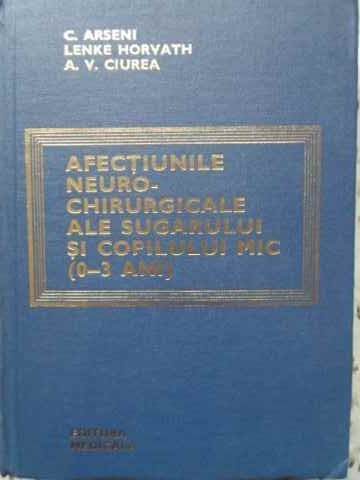 C. ARSENI
LENKE HORVATH
A. V. CIUREA
AFECȚIUNILE
NEURO-
CHIRURGICALE
ALE SUGARULUI
ȘI COPILULUI MIC
(0–3 ANI)
EDITURA
MEDICALĂ